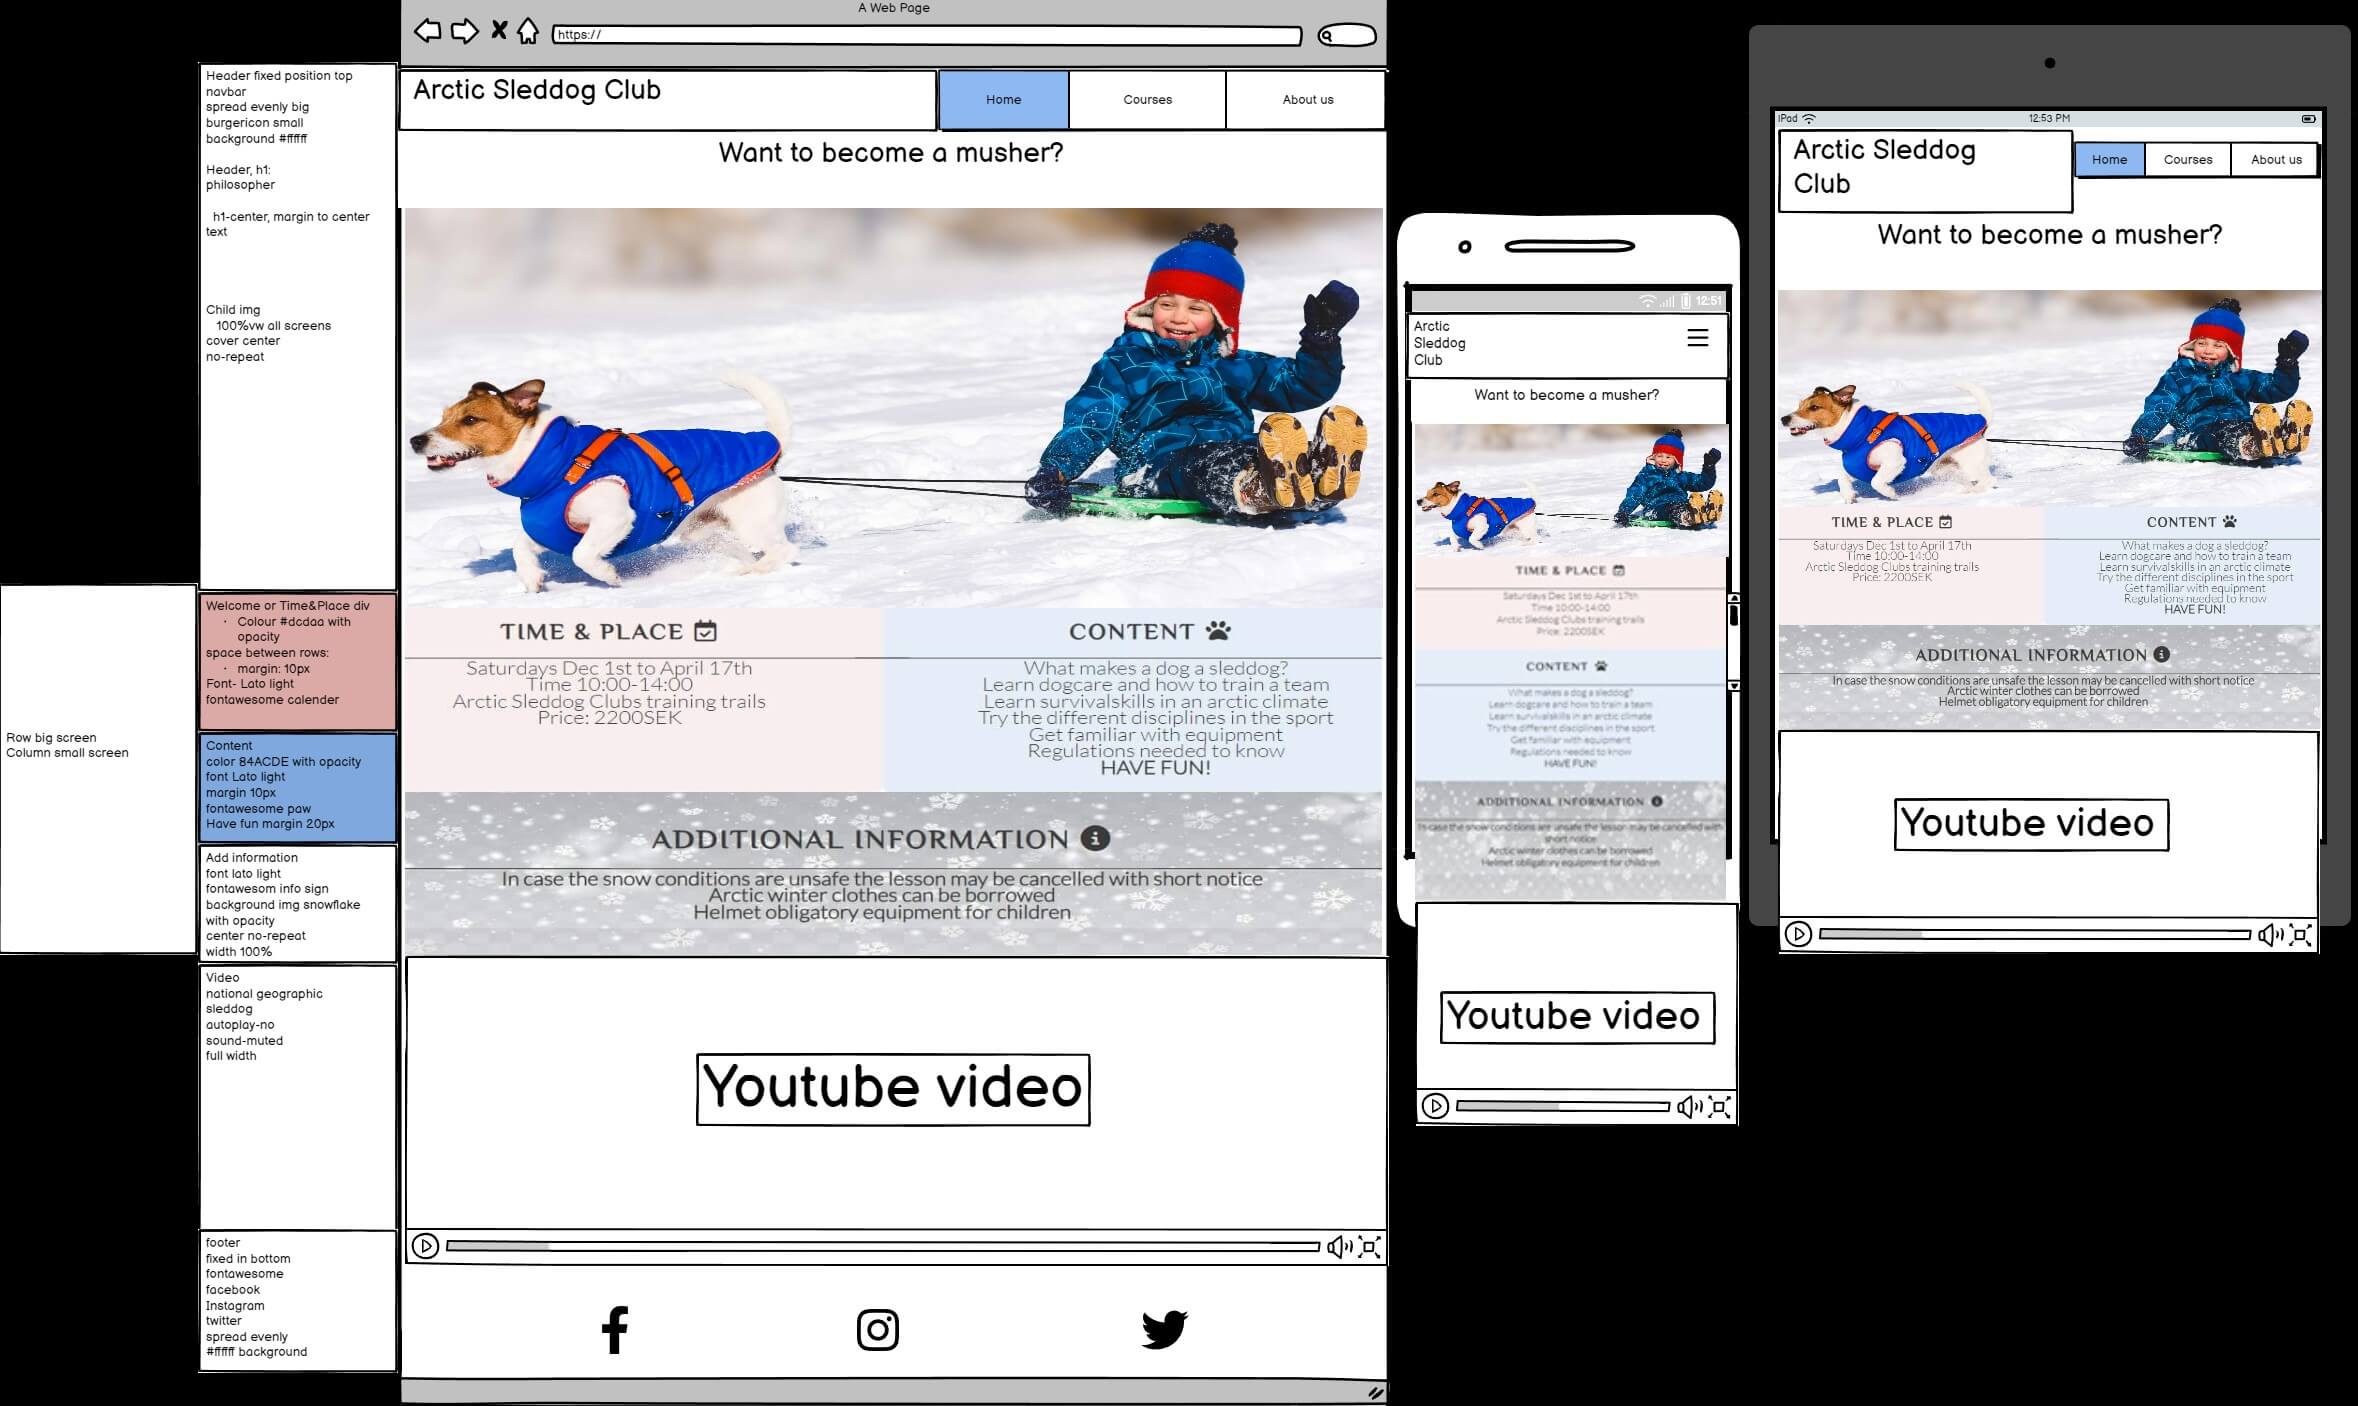 Row big screen
Column small screen
Header fixed position top
navbar
spread evenly big
burgericon small
background #ffffff
Header, h1:
philosopher
h1-center, margin to center
text
Child img
100%vw all screens
cover center
no-repeat
Welcome or Time&Place div
· Colour #dcdaa with
opacity
space between rows:
· margin: 10px
Font- Lato light
fontawesome calender
Content
color 84ACDE with opacity
font Lato light
margin 10px
fontawesome paw
Have fun margin 20px
Add information
font lato light
fontawesom info sign
background img snowflake
with opacity
center no-repeat
width 100%
Video
national geographic
sleddog
autoplay-no
sound-muted
full width
footer
fixed in bottom
fontawesome
facebook
Instagram
twitter
spread evenly
#ffffff background
A Web Page
https://
Arctic Sleddog Club
Home
Courses
About us
Want to become a musher?
TIME & PLACE
Saturdays Dec 1st to April 17th
Time 10:00-14:00
Arctic Sleddog Clubs training trails
Price: 2200SEK
CONTENT
What makes a dog a sleddog?
Learn dogcare and how to train a team
Learn survivalskills in an arctic climate
Try the different disciplines in the sport
Get familiar with equipment
Regulations needed to know
HAVE FUN!
ADDITIONAL INFORMATION
In case the snow conditions are unsafe the lesson may be cancelled with short notice
Arctic winter clothes can be borrowed
Helmet obligatory equipment for children
Youtube video
12:51
Arctic
Sleddog
Club
Want to become a musher?
TIME & PLACE
Saturdays Dec 1st to April 17th
Time 10:00-14:00
Arctic Sleddog Clubs training trails
Price: 2200SEK
CONTENT
What makes a dog a sleddog?
Learn dogcare and how to train a team
Learn survivalskills in an arctic climate
Try the different disciplines in the sport
Get familiar with equipment
Regulations needed to know
HAVE FUN!
ADDITIONAL INFORMATION
In case the snow conditions are unsafe the lesson may be cancelled with
short notice
Arctic winter clothes can be borrowed
Helmet obligatory equipment for children
Youtube video
iPad
12:53 PM
Arctic Sleddog
Club
Home
Courses
About us
Want to become a musher?
TIME & PLACE
Saturdays Dec 1st to April 17th
Time 10:00-14:00
Arctic Sleddog Clubs training trails
Price: 2200SEK
CONTENT
What makes a dog a sleddog?
Learn dogcare and how to train a team
Learn survivalskills in an arctic climate
Try the different disciplines in the sport
Get familiar with equipment
Regulations needed to know
HAVE FUN!
ADDITIONAL INFORMATION
In case the snow conditions are unsafe the lesson may be cancelled with short notice
Arctic winter clothes can be borrowed
Helmet obligatory equipment for children
Youtube video